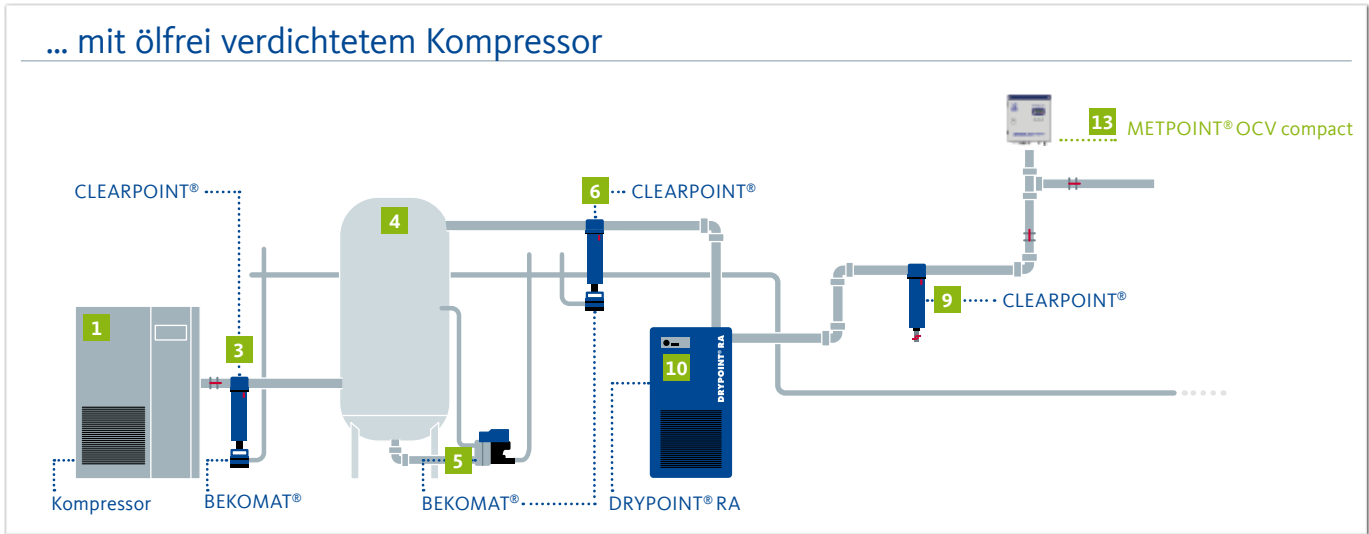 ... mit ölfrei verdichtetem Kompressor
13 METPOINT® OCV compact
CLEARPOINT®
6 CLEARPOINT®
4
9 CLEARPOINT®
1
3
10
DRYPOINT® RA
5
Kompressor
BEKOMAT®
BEKOMAT®
DRYPOINT® RA